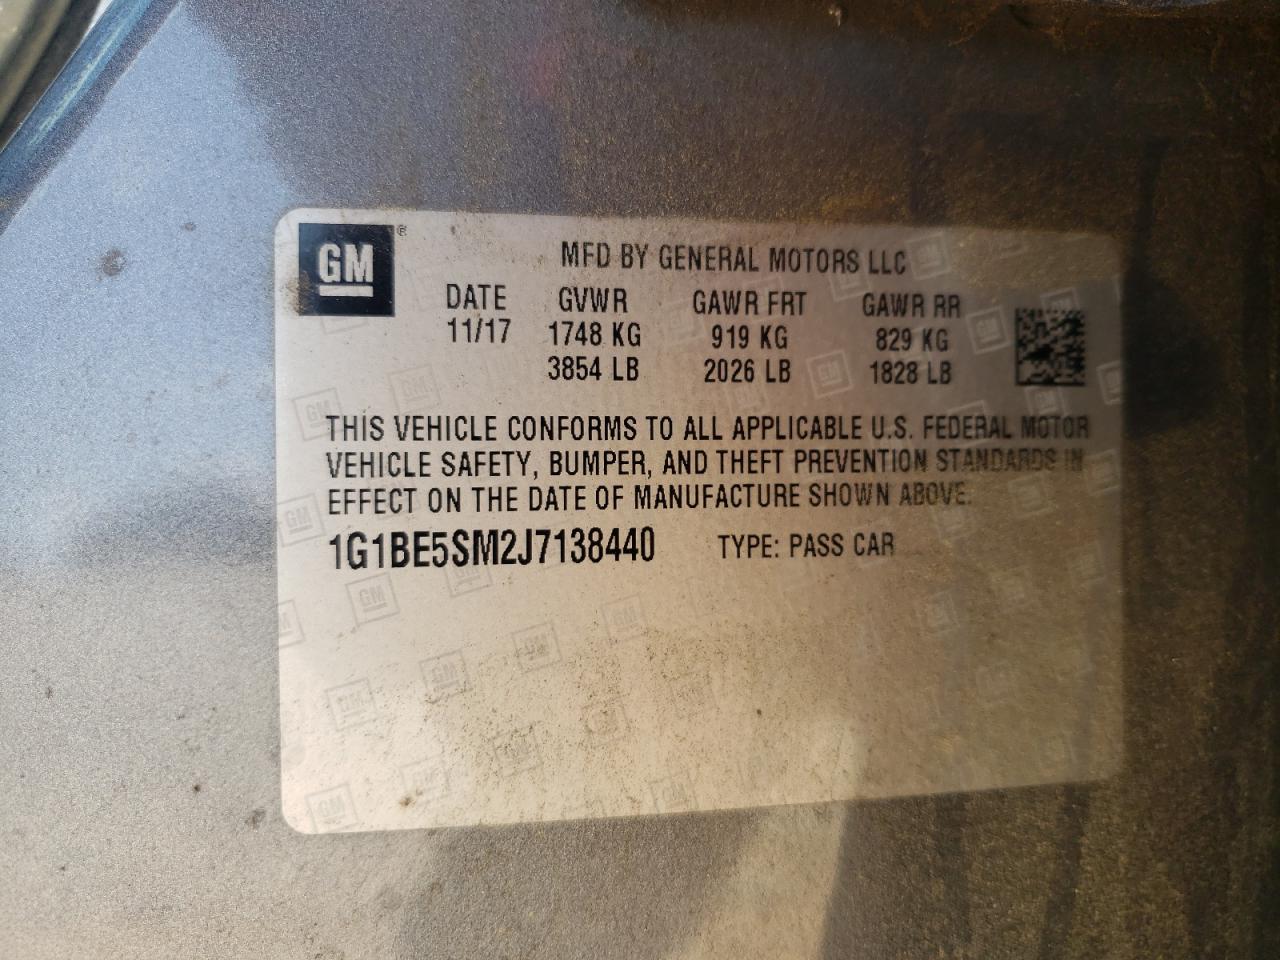 GM ®
MFD BY GENERAL MOTORS LLC
DATE GVWR GAWR FRT GAWR RR
11/17 1748 KG 919 KG 829 KG
3854 LB 2026 LB 1828 LB
THIS VEHICLE CONFORMS TO ALL APPLICABLE U.S. FEDERAL MOTOR
VEHICLE SAFETY, BUMPER, AND THEFT PREVENTION STANDARDS IN
EFFECT ON THE DATE OF MANUFACTURE SHOWN ABOVE.
1G1BE5SM2J7138440 TYPE: PASS CAR